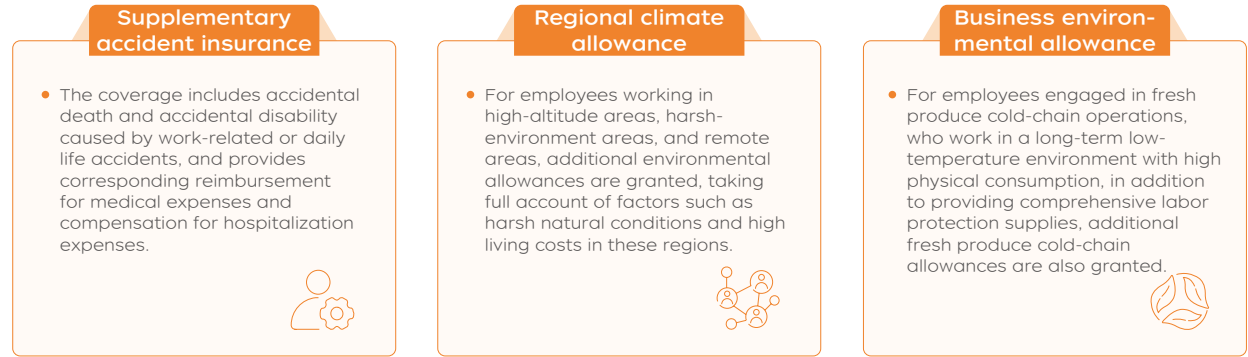 Supplementary
accident insurance
The coverage includes accidental
death and accidental disability
caused by work-related or daily
life accidents, and provides
corresponding reimbursement
for medical expenses and
compensation for hospitalization
expenses.
Regional climate
allowance
For employees working in
high-altitude areas, harsh-
environment areas, and remote
areas, additional environmental
allowances are granted, taking
full account of factors such as
harsh natural conditions and high
living costs in these regions.
Business environ-
mental allowance
For employees engaged in fresh
produce cold-chain operations,
who work in a long-term low-
temperature environment with high
physical consumption, in addition
to providing comprehensive labor
protection supplies, additional
fresh produce cold-chain
allowances are also granted.